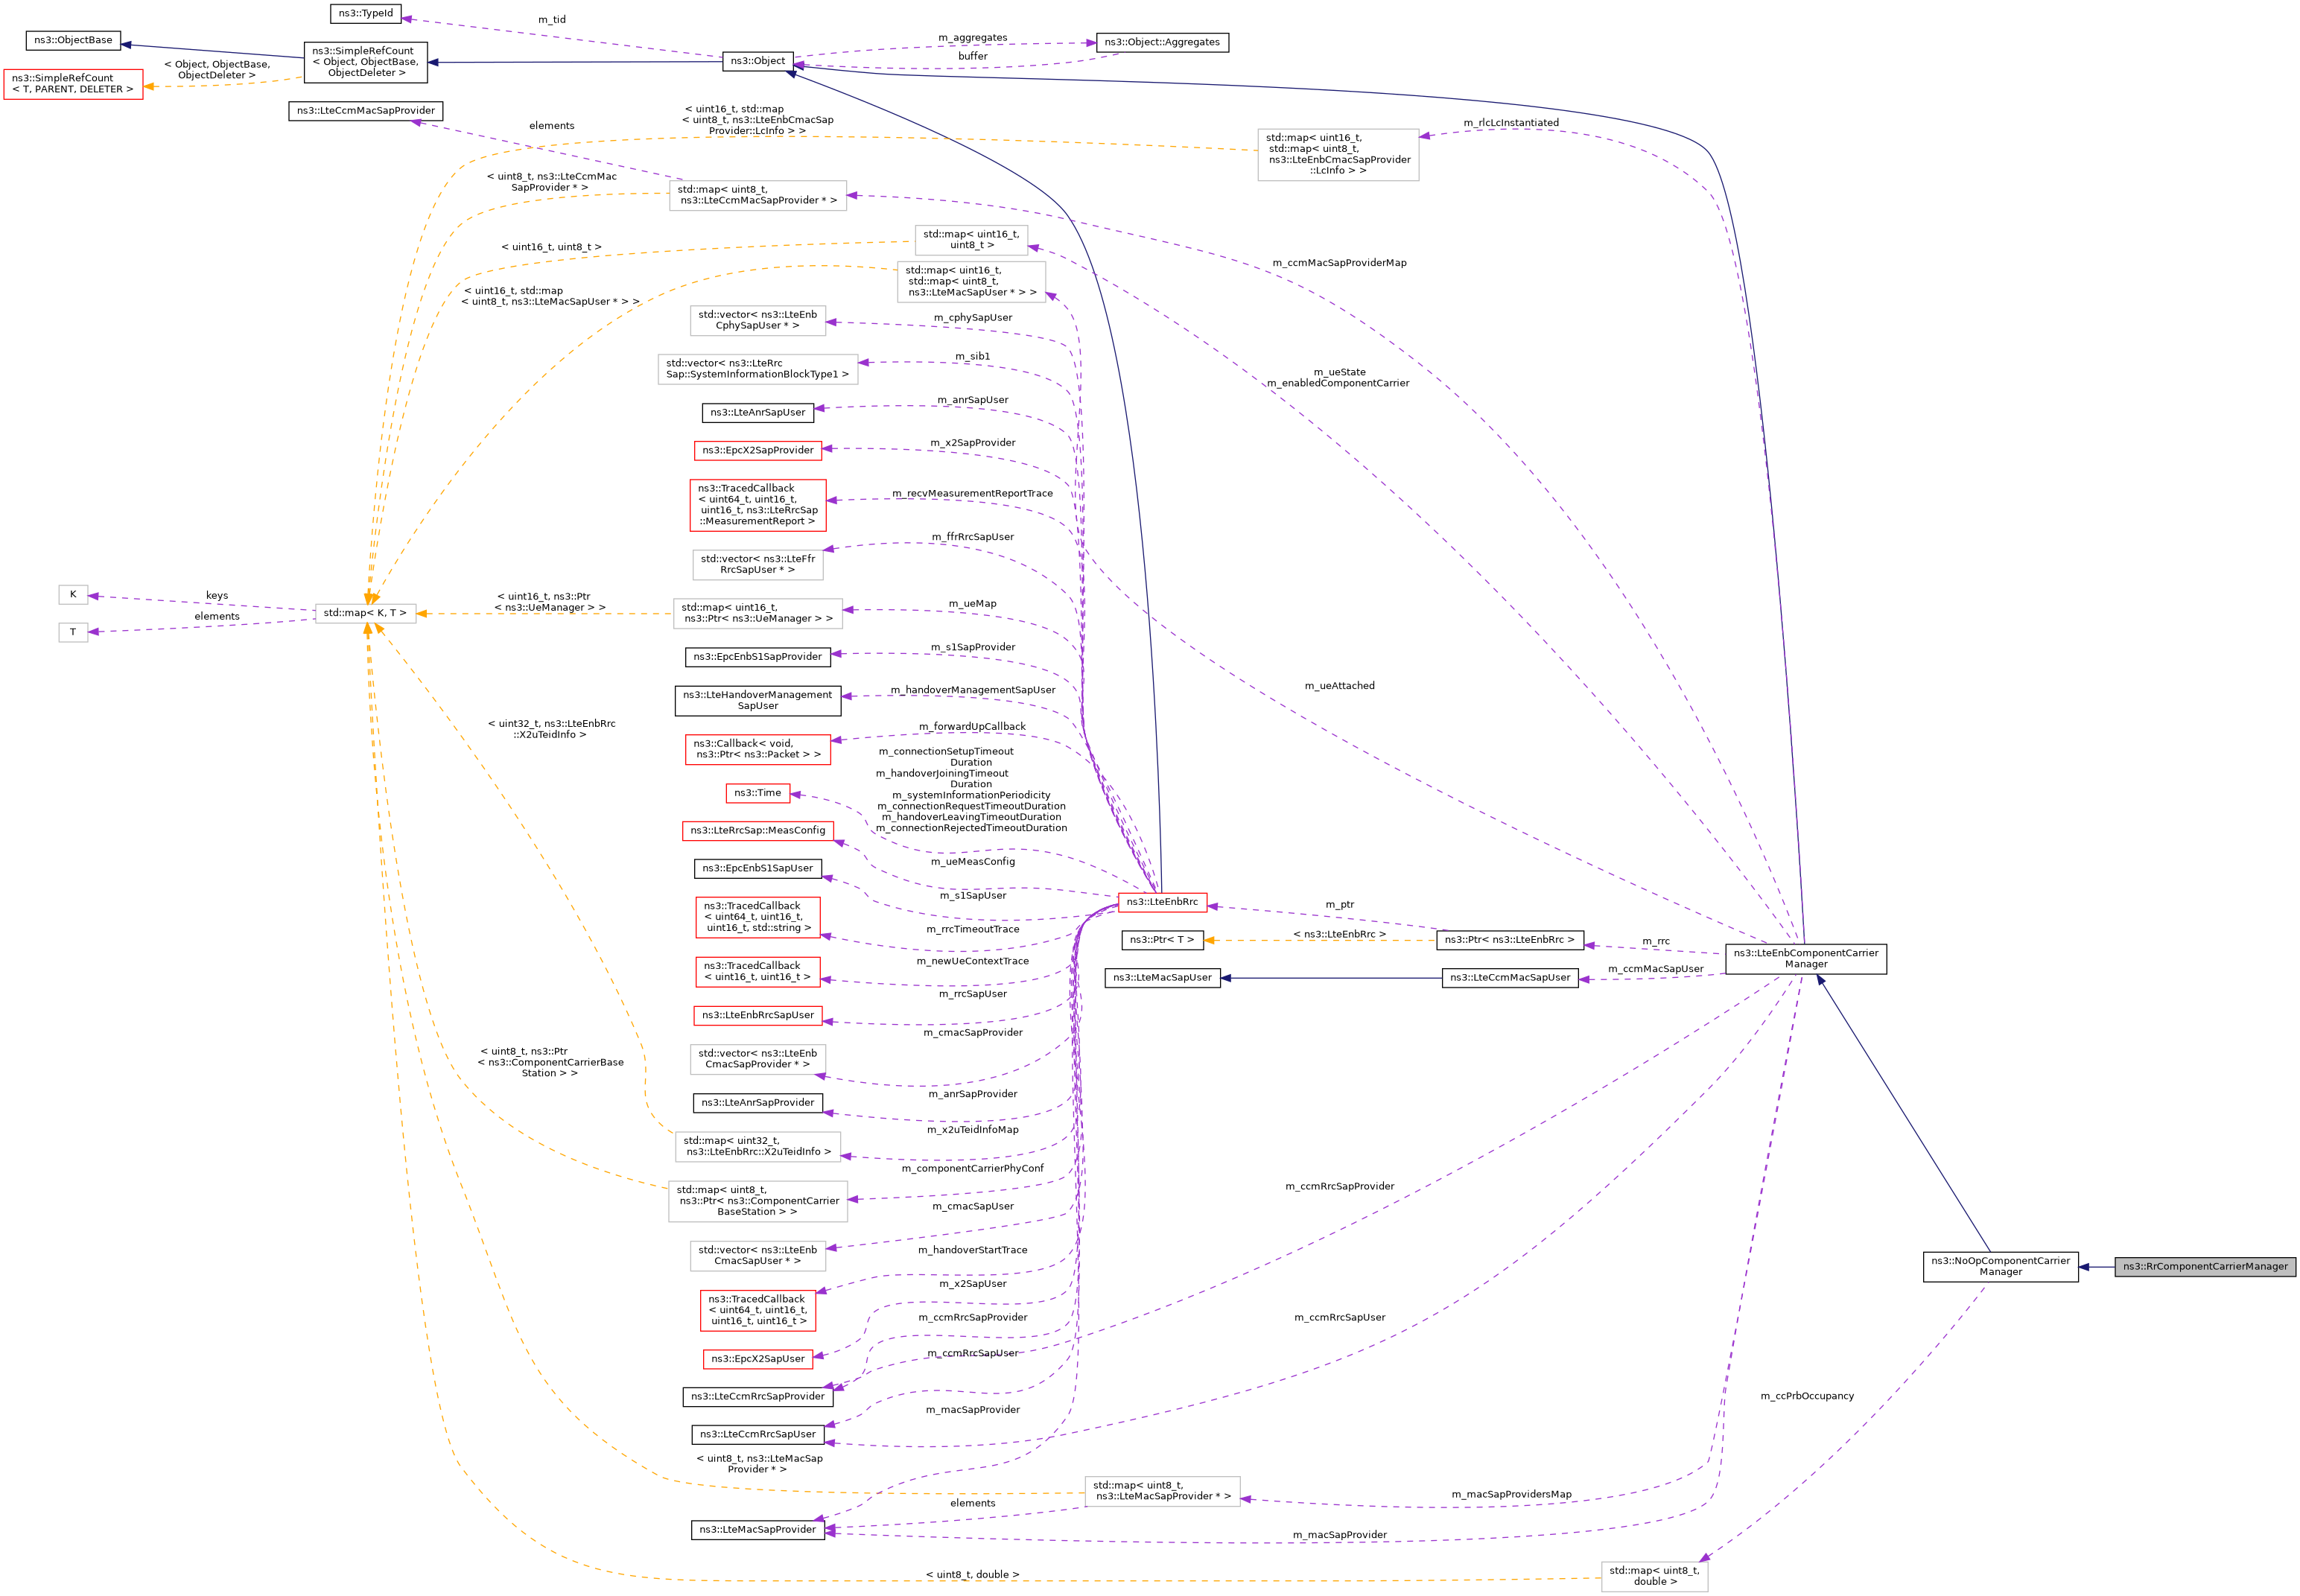 ns3::TypeId
m_tid
ns3::ObjectBase
ns3::SimpleRefCount
< Object, ObjectBase,
ObjectDeleter >
ns3::Object
m_aggregates
buffer
ns3::Object::Aggregates
< Object, ObjectBase,
ObjectDeleter >
ns3::SimpleRefCount
< T, PARENT, DELETER >
ns3::LteCcmMacSapProvider
elements
< uint16_t, std::map
< uint8_t, ns3::LteEnbCmacSap
Provider::LcInfo > >
m_rlcLcInstantiated
std::map< uint16_t,
std::map< uint8_t,
ns3::LteEnbCmacSapProvider
::LcInfo > >
< uint8_t, ns3::LteCcmMac
SapProvider * >
std::map< uint8_t,
ns3::LteCcmMacSapProvider * >
< uint16_t, uint8_t >
std::map< uint16_t,
uint8_t >
m_ccmMacSapProviderMap
< uint16_t, std::map
< uint8_t, ns3::LteMacSapUser * > >
std::map< uint16_t,
std::map< uint8_t,
ns3::LteMacSapUser * > >
std::vector< ns3::LteEnb
CphySapUser * >
m_cphySapUser
std::vector< ns3::LteRrc
Sap::SystemInformationBlockType1 >
m_sib1
m_ueState
m_enabledComponentCarrier
ns3::LteAnrSapUser
m_anrSapUser
ns3::EpcX2SapProvider
m_x2SapProvider
ns3::TracedCallback
< uint64_t, uint16_t,
uint16_t, ns3::LteRrcSap
::MeasurementReport >
m_recvMeasurementReportTrace
std::vector< ns3::LteFfr
RrcSapUser * >
m_ffrRrcSapUser
K
keys
T
elements
std::map< K, T >
< uint16_t, ns3::Ptr
< ns3::UeManager > >
std::map< uint16_t,
ns3::Ptr< ns3::UeManager > >
m_ueMap
ns3::EpcEnbS1SapProvider
m_s1SapProvider
ns3::LteHandoverManagement
SapUser
m_handoverManagementSapUser
m_ueAttached
< uint32_t, ns3::LteEnbRrc
::X2uTeidInfo >
ns3::Callback< void,
ns3::Ptr< ns3::Packet > >
m_forwardUpCallback
ns3::Time
m_connectionSetupTimeout
Duration
m_handoverJoiningTimeout
Duration
m_systemInformationPeriodicity
m_connectionRequestTimeoutDuration
m_handoverLeavingTimeoutDuration
m_connectionRejectedTimeoutDuration
ns3::LteRrcSap::MeasConfig
m_ueMeasConfig
ns3::EpcEnbS1SapUser
m_s1SapUser
ns3::LteEnbRrc
m_ptr
ns3::TracedCallback
< uint64_t, uint16_t,
uint16_t, std::string >
m_rrcTimeoutTrace
ns3::Ptr< T >
< ns3::LteEnbRrc >
ns3::Ptr< ns3::LteEnbRrc >
m_rrc
ns3::LteEnbComponentCarrier
Manager
ns3::TracedCallback
< uint16_t, uint16_t >
m_newUeContextTrace
ns3::LteMacSapUser
ns3::LteCcmMacSapUser
m_ccmMacSapUser
ns3::LteEnbRrcSapUser
m_rrcSapUser
std::vector< ns3::LteEnb
CmacSapProvider * >
m_cmacSapProvider
< uint8_t, ns3::Ptr
< ns3::ComponentCarrierBase
Station > >
ns3::LteAnrSapProvider
m_anrSapProvider
std::map< uint32_t,
ns3::LteEnbRrc::X2uTeidInfo >
m_x2uTeidInfoMap
std::map< uint8_t,
ns3::Ptr< ns3::ComponentCarrier
BaseStation > >
m_componentCarrierPhyConf
m_ccmRrcSapProvider
std::vector< ns3::LteEnb
CmacSapUser * >
m_cmacSapUser
ns3::NoOpComponentCarrier
Manager
ns3::RrComponentCarrierManager
ns3::TracedCallback
< uint64_t, uint16_t,
uint16_t, uint16_t >
m_handoverStartTrace
ns3::EpcX2SapUser
m_x2SapUser
m_ccmRrcSapUser
ns3::LteCcmRrcSapProvider
m_ccmRrcSapProvider
ns3::LteCcmRrcSapUser
m_ccmRrcSapUser
m_ccPrbOccupancy
m_macSapProvider
< uint8_t, ns3::LteMacSap
Provider * >
std::map< uint8_t,
ns3::LteMacSapProvider * >
m_macSapProvidersMap
elements
ns3::LteMacSapProvider
m_macSapProvider
< uint8_t, double >
std::map< uint8_t,
double >